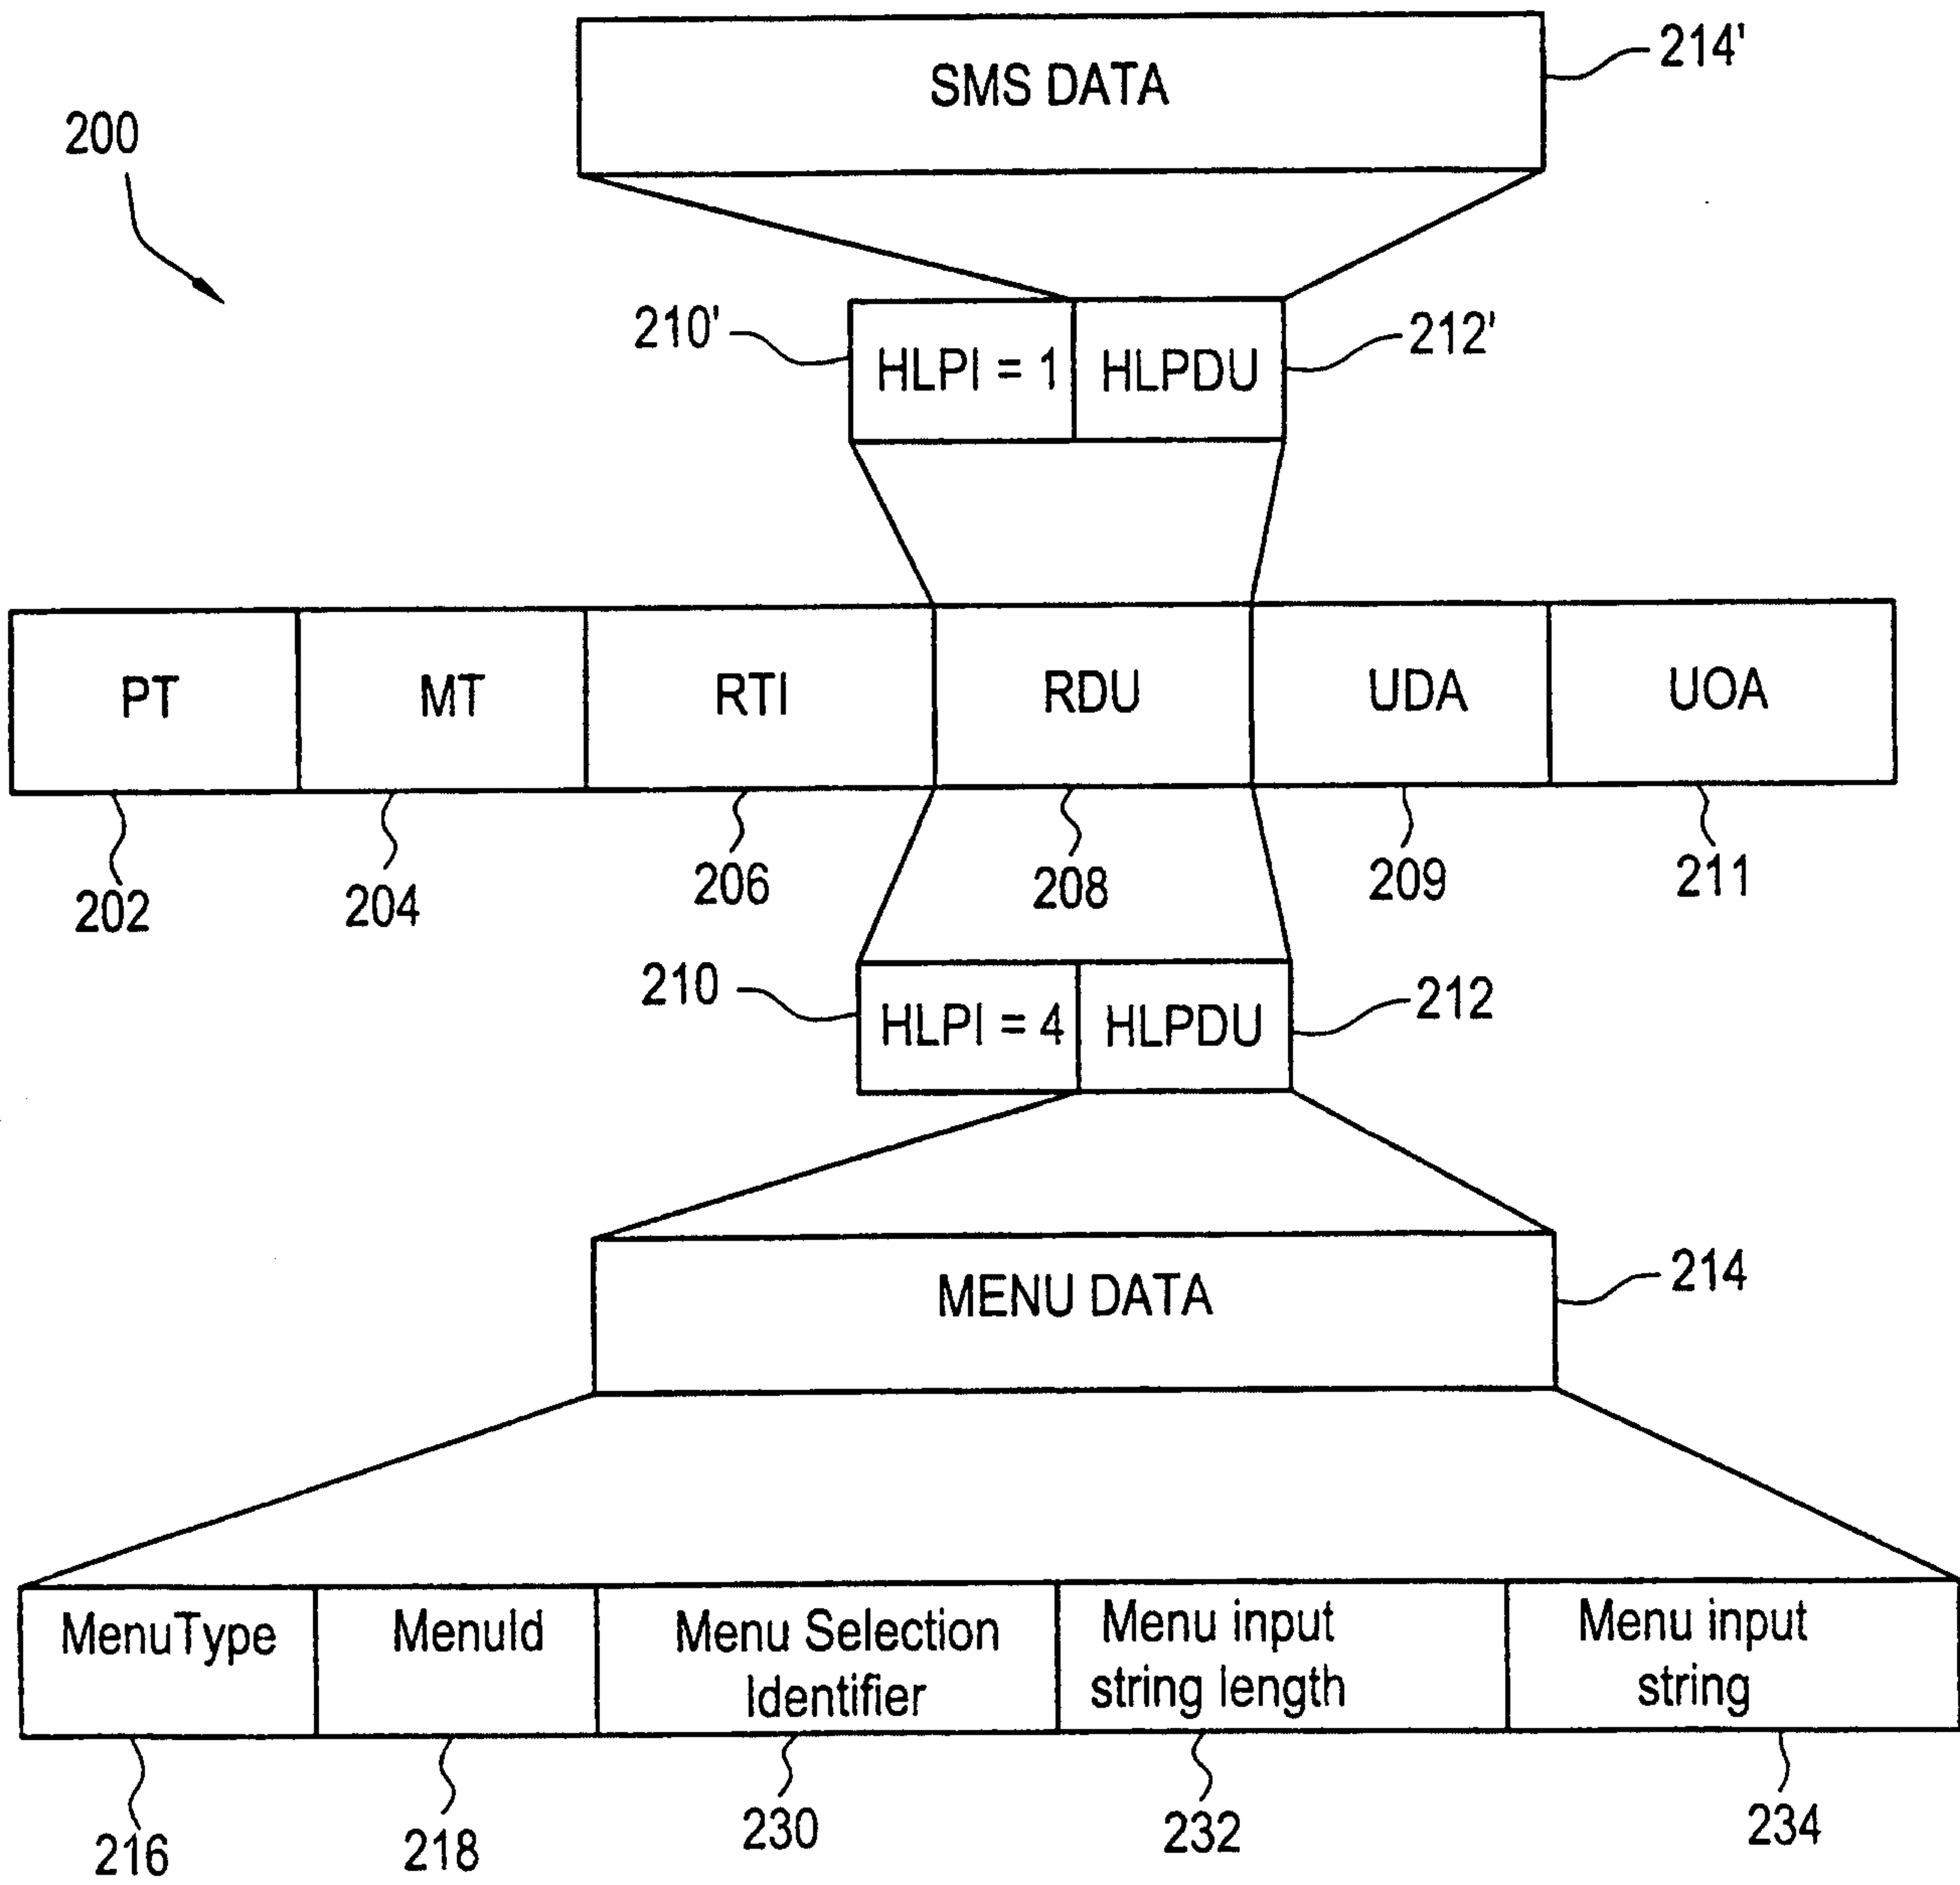 SMS DATA
214'
200
210'
HLPI = 1
HLPDU
212'
PT
MT
RTI
RDU
UDA
UOA
202
204
206
208
209
211
210
HLPI = 4
HLPDU
212
MENU DATA
214
MenuType
MenuId
Menu Selection
Identifier
Menu input
string length
Menu input
string
216
218
230
232
234